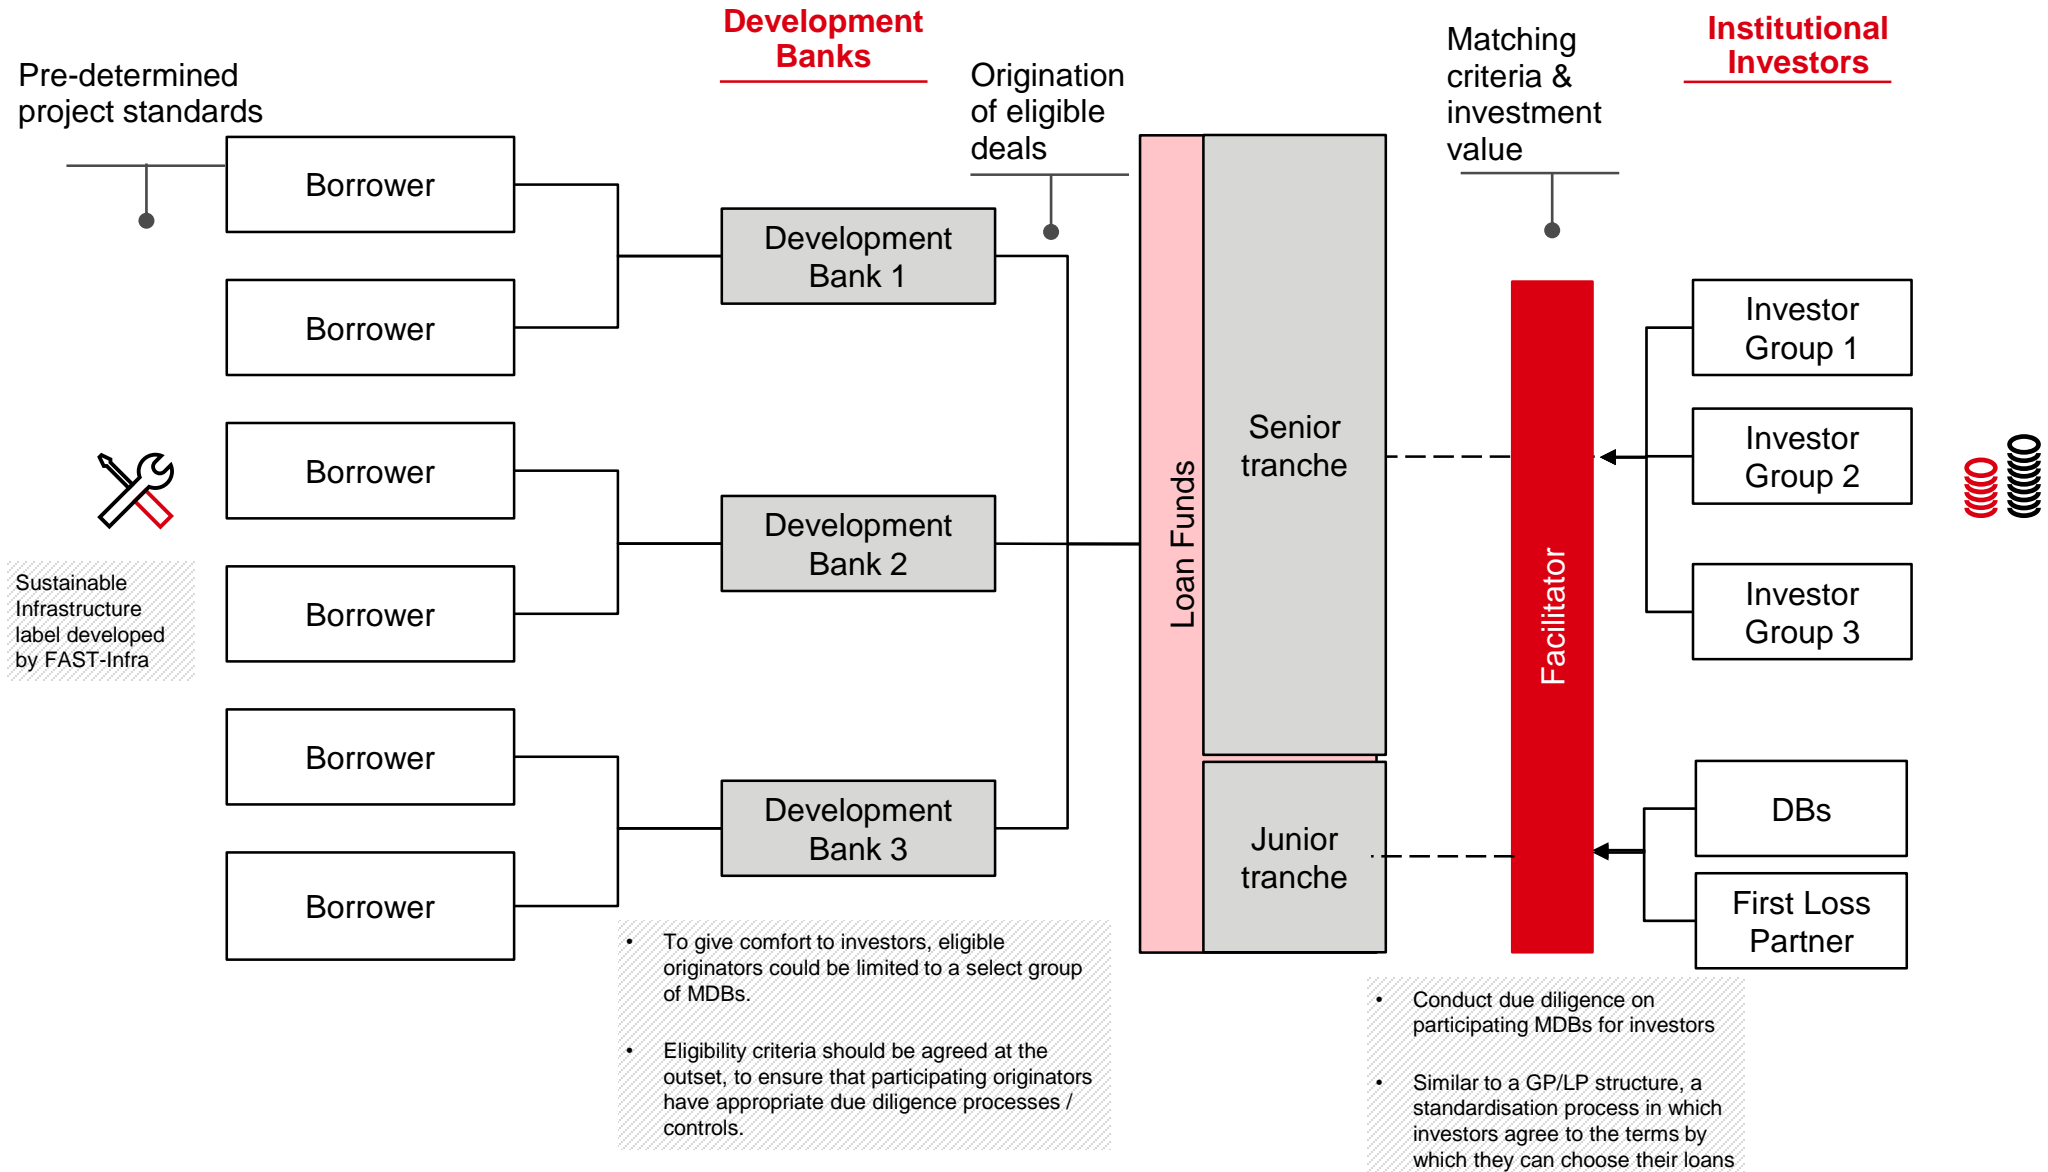 Pre-determined
project standards
Development
Banks
Origination
of eligible
deals
Matching
criteria &
investment
value
Institutional
Investors
Borrower
Borrower
Borrower
Borrower
Borrower
Borrower
Sustainable
Infrastructure
label developed
by FAST-Infra
Development
Bank 1
Development
Bank 2
Development
Bank 3
• To give comfort to investors, eligible
originators could be limited to a select group
of MDBs.
• Eligibility criteria should be agreed at the
outset, to ensure that participating originators
have appropriate due diligence processes /
controls.
Loan Funds
Senior
tranche
Junior
tranche
Facilitator
Investor
Group 1
Investor
Group 2
Investor
Group 3
DBs
First Loss
Partner
• Conduct due diligence on
participating MDBs for investors
• Similar to a GP/LP structure, a
standardisation process in which
investors agree to the terms by
which they can choose their loans